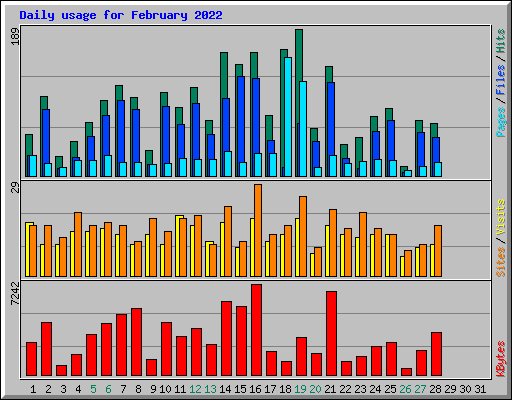 Daily usage for February 2022
189
Pages/Files/Hits
29
Sites/Visits
7242
KBytes
1 2 3 4 5 6 7 8 9 10 11 12 13 14 15 16 17 18 19 20 21 22 23 24 25 26 27 28 29 30 31